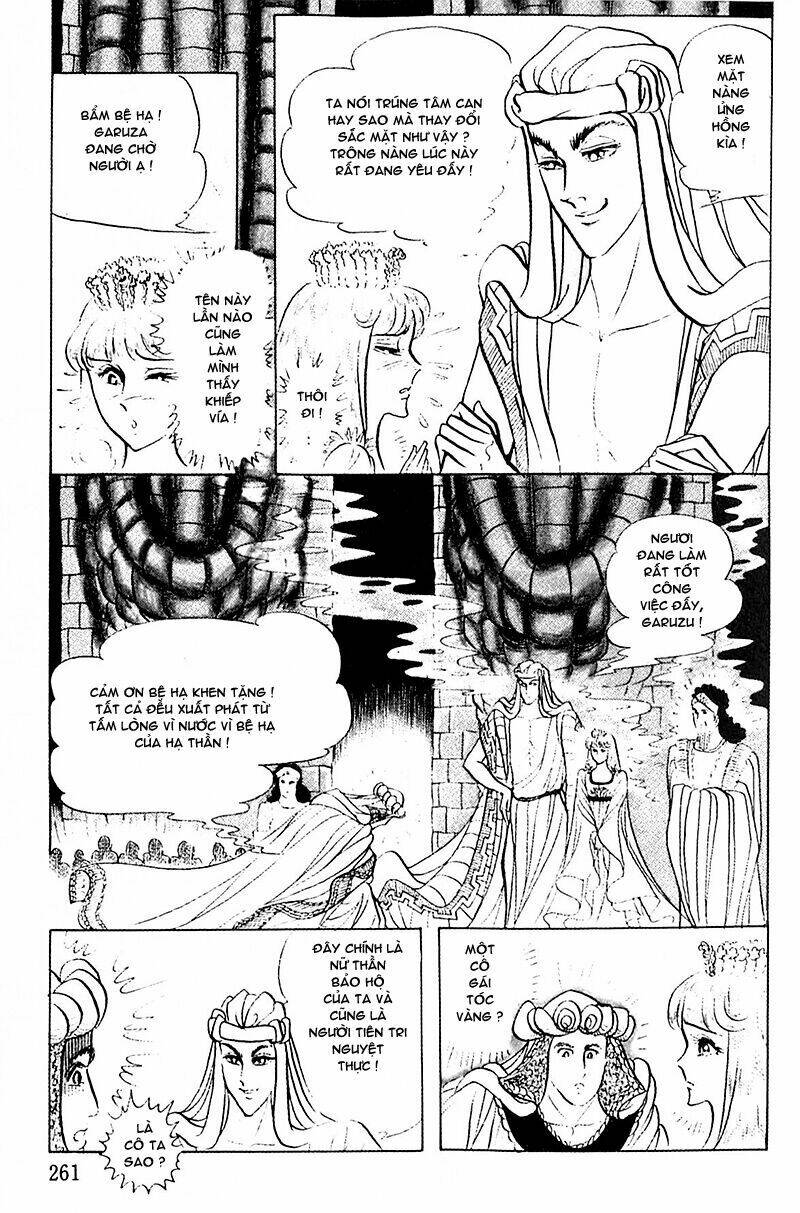 XEM
MẶT
NÀNG
ỬNG
HỒNG
KÌA !
TA NÓI TRÚNG TÂM CAN
HAY SAO MÀ THAY ĐỔI
SẮC MẶT NHƯ VẬY ?
TRÔNG NÀNG LÚC NÀY
RẤT ĐANG YÊU ĐẤY !
THÔI
ĐI !
BẨM BỆ HẠ !
GARUZA
ĐANG CHỜ
NGƯỜI Ạ !
TÊN NÀY
LẦN NÀO
CŨNG
LÀM
MÌNH
THẤY
KHIẾP
VÍA !
NGƯƠI
ĐANG LÀM
RẤT TỐT
CÔNG
VIỆC ĐẤY,
GARUZU !
CẢM ƠN BỆ HẠ KHEN TẶNG !
TẤT CẢ ĐỀU XUẤT PHÁT TỪ
TẤM LÒNG VÌ NƯỚC VÌ BỆ HẠ
CỦA HẠ THẦN !
MỘT
CÔ
GÁI
TÓC
VÀNG ?
ĐÂY CHÍNH LÀ
NỮ THẦN
BẢO HỘ
CỦA TA VÀ
CŨNG LÀ
NGƯỜI TIÊN TRI
NGUYỆT
THỰC !
LÀ
CÔ TA
SAO ?
261